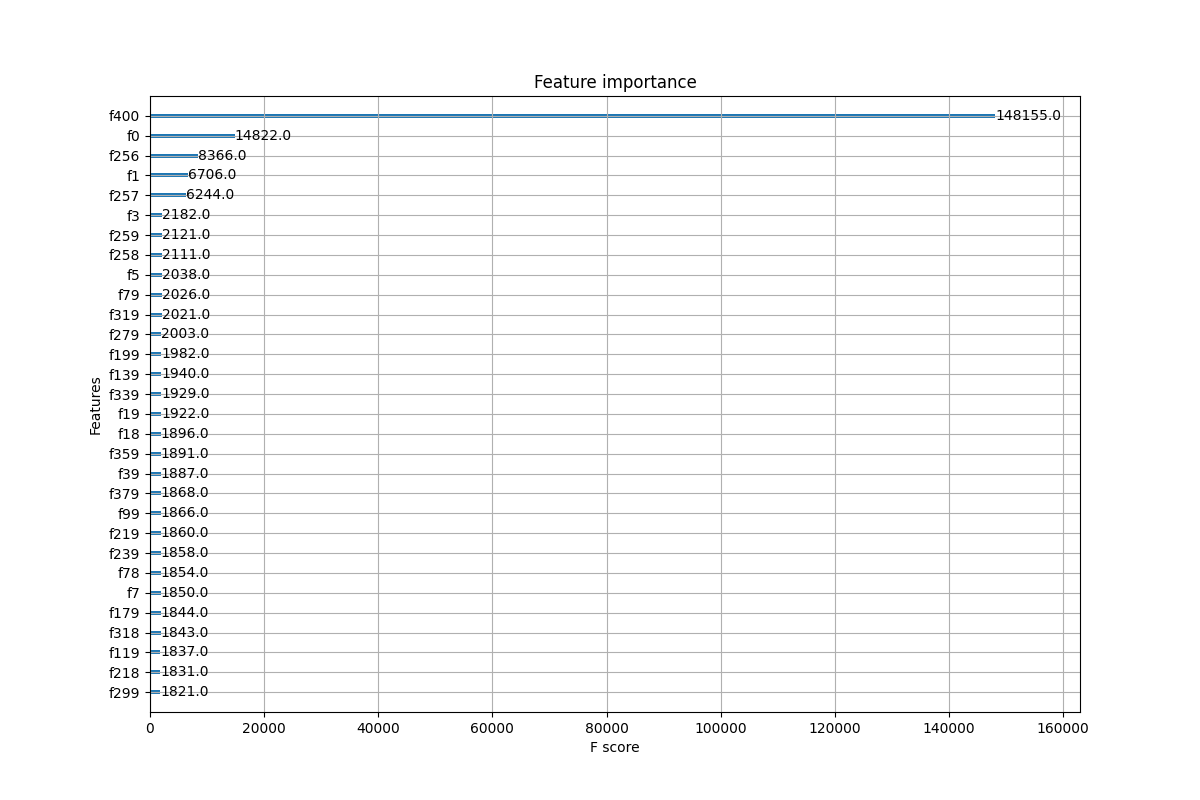 Feature importance
Features
f400 148155.0
f0 14822.0
f256 8366.0
f1 6706.0
f257 6244.0
f3 2182.0
f259 2121.0
f258 2111.0
f5 2038.0
f79 2026.0
f319 2021.0
f279 2003.0
f199 1982.0
f139 1940.0
f339 1929.0
f19 1922.0
f18 1896.0
f359 1891.0
f39 1887.0
f379 1868.0
f99 1866.0
f219 1860.0
f239 1858.0
f78 1854.0
f7 1850.0
f179 1844.0
f318 1843.0
f119 1837.0
f218 1831.0
f299 1821.0
0 20000 40000 60000 80000 100000 120000 140000 160000
F score